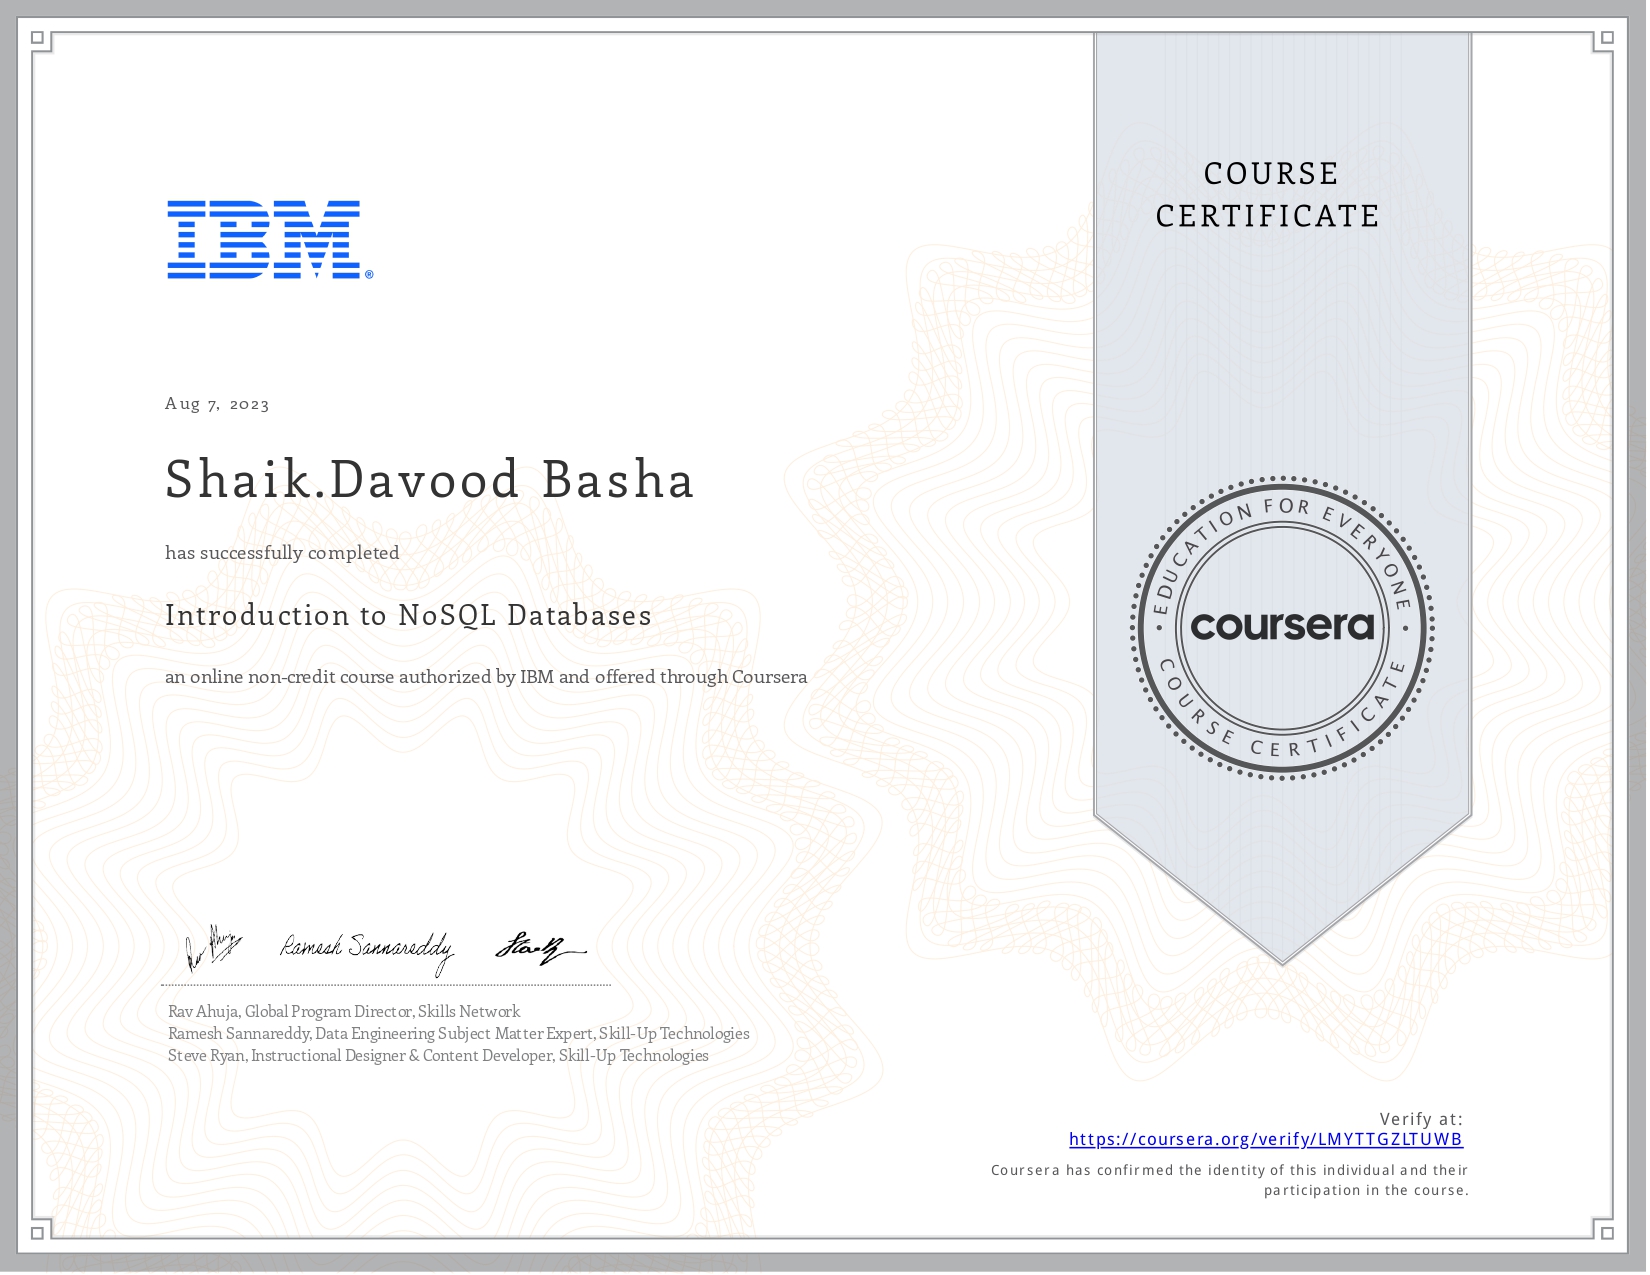 COURSE
CERTIFICATE
IBM®
Aug 7, 2023
Shaik.Davood Basha
has successfully completed
Introduction to NoSQL Databases
an online non-credit course authorized by IBM and offered through Coursera
• EDUCATION FOR EVERYONE •
coursera
COURSE CERTIFICATE
Ramesh Sannareddy
Rav Ahuja, Global Program Director, Skills Network
Ramesh Sannareddy, Data Engineering Subject Matter Expert, Skill-Up Technologies
Steve Ryan, Instructional Designer & Content Developer, Skill-Up Technologies
Verify at:
https://coursera.org/verify/LMYTTGZLTUWB
Coursera has confirmed the identity of this individual and their
participation in the course.